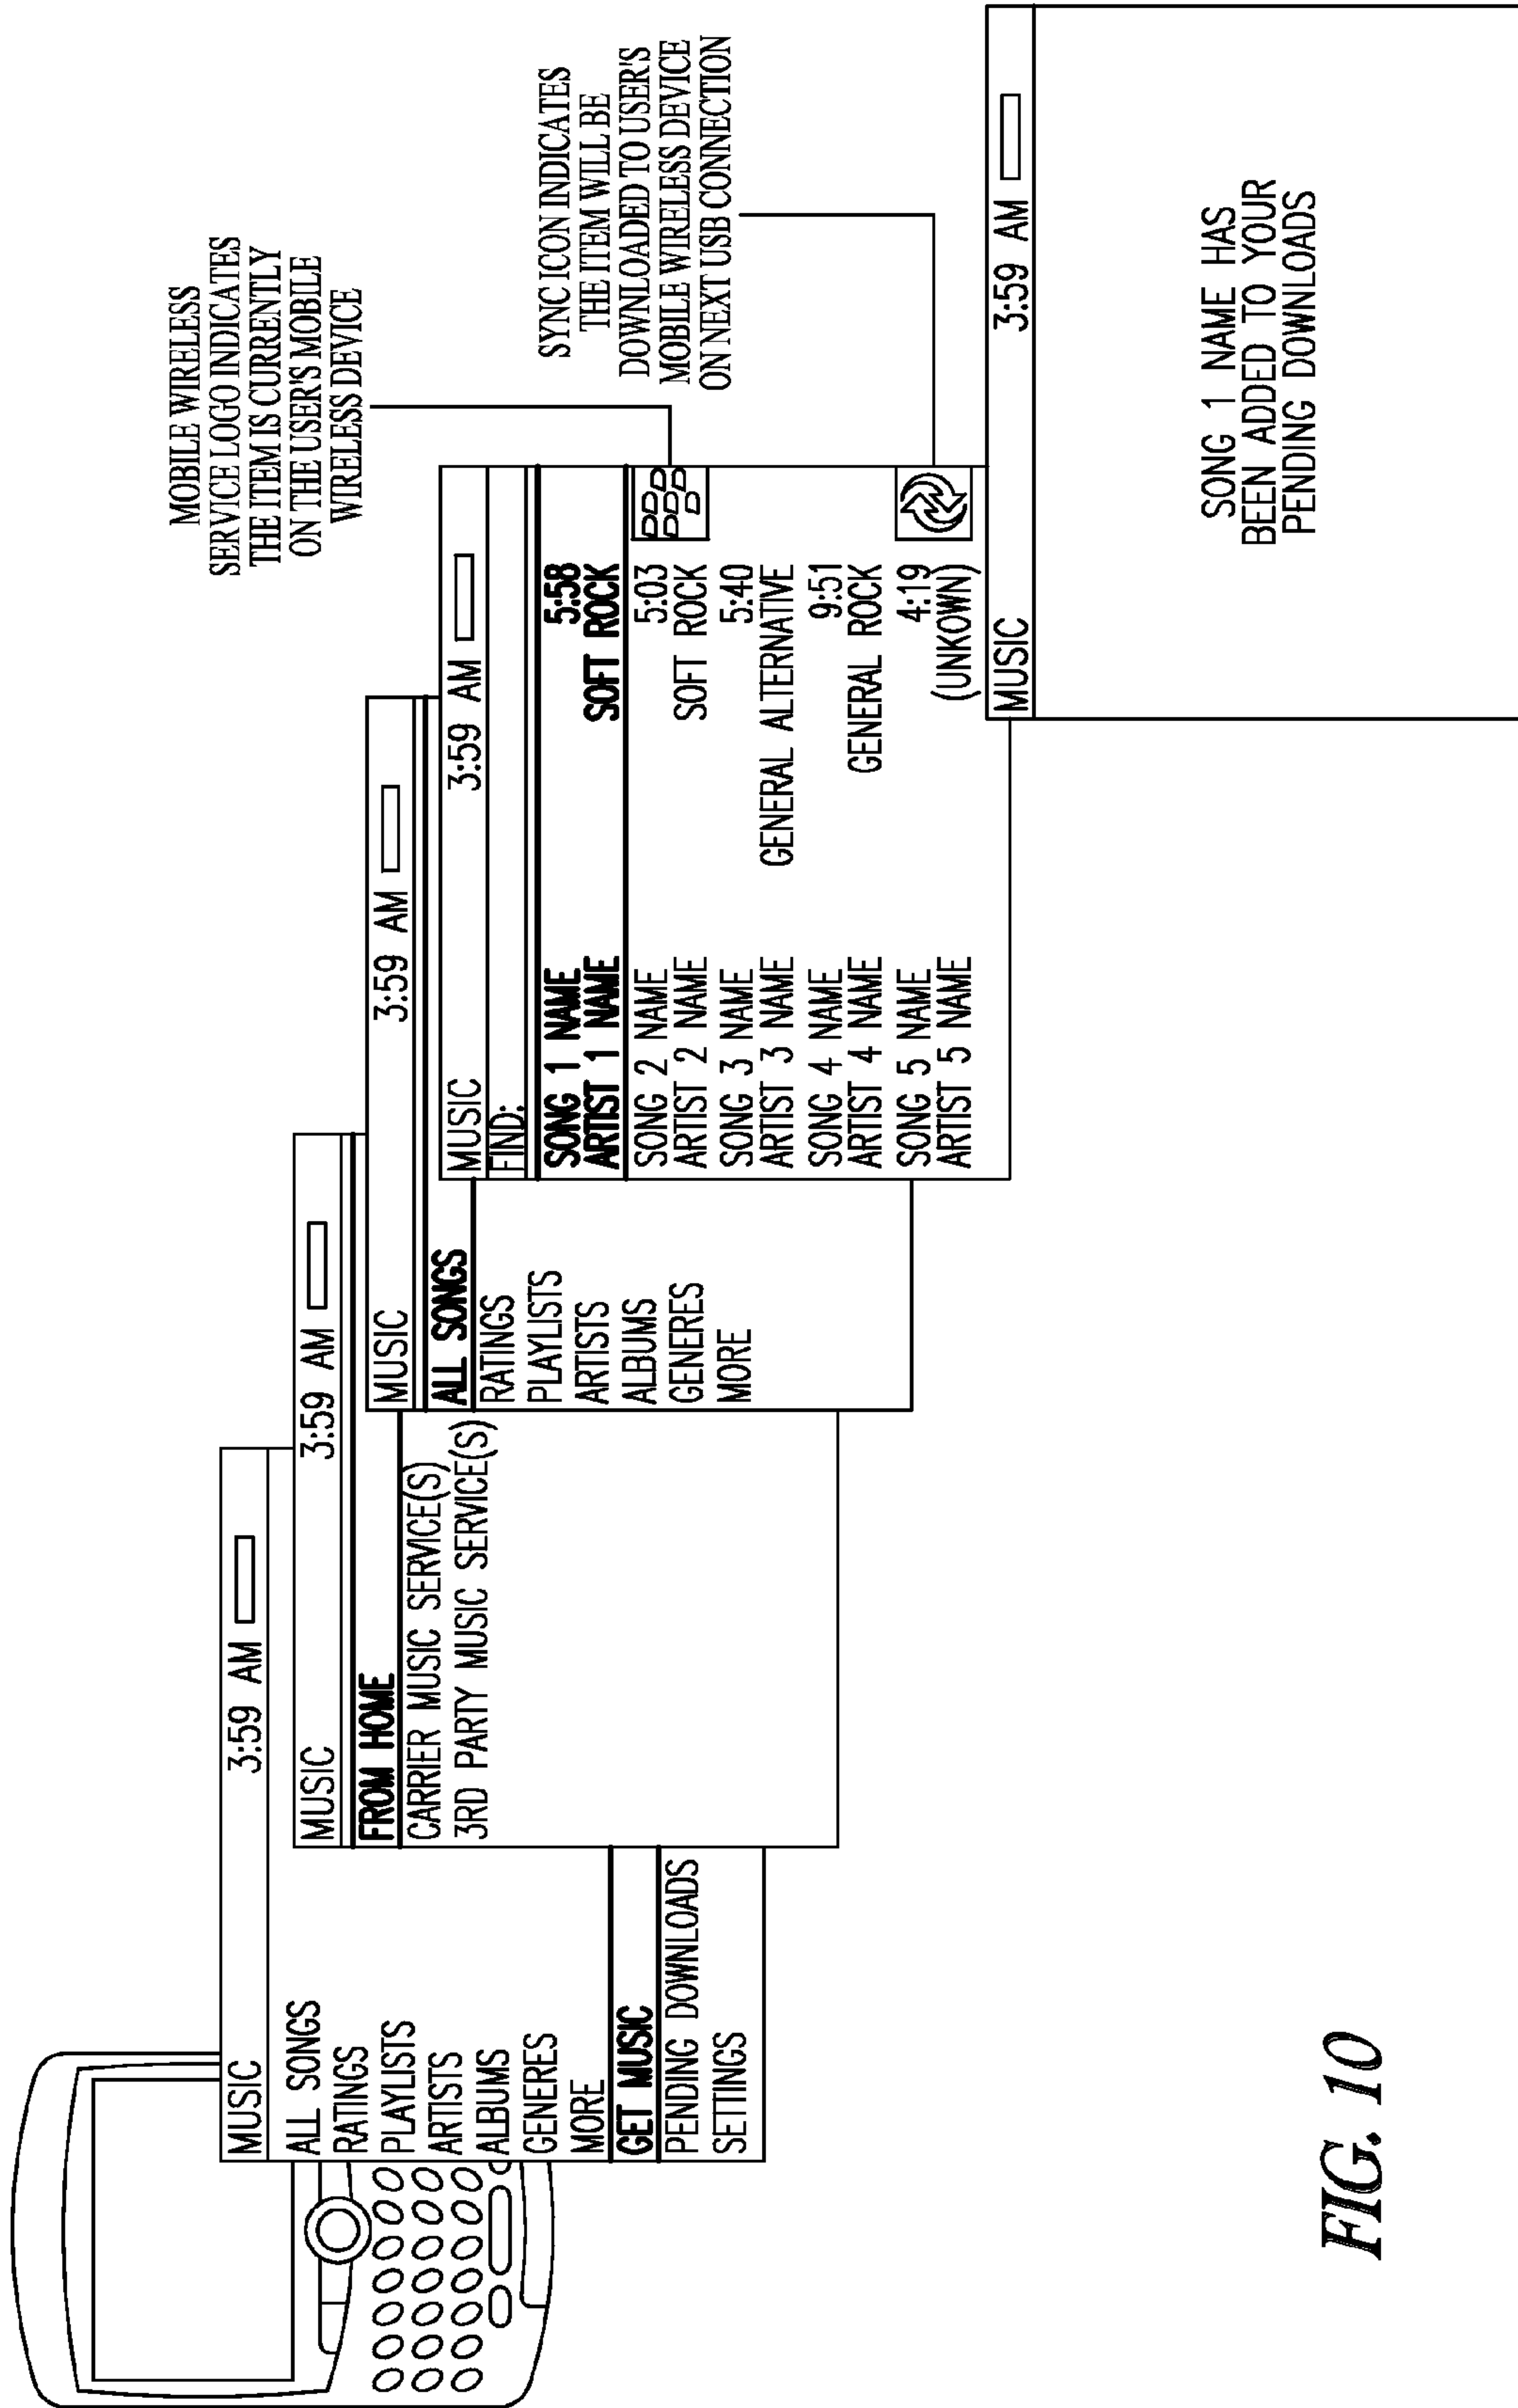 MUSIC 3:59 AM
ALL SONGS
RATINGS
PLAYLISTS
ARTISTS
ALBUMS
GENERES
MORE
GET MUSIC
PENDING DOWNLOADS
SETTINGS
MUSIC 3:59 AM
FROM HOME
CARRIER MUSIC SERVICE(S)
3RD PARTY MUSIC SERVICE(S)
MUSIC 3:59 AM
ALL SONGS
RATINGS
PLAYLISTS
ARTISTS
ALBUMS
GENERES
MORE
MUSIC 3:59 AM
FIND:
SONG 1 NAME 5:58
ARTIST 1 NAME SOFT ROCK
SONG 2 NAME 5:03
ARTIST 2 NAME SOFT ROCK
SONG 3 NAME 5:40
ARTIST 3 NAME GENERAL ALTERNATIVE
SONG 4 NAME 9:51
ARTIST 4 NAME GENERAL ROCK
SONG 5 NAME 4:19
ARTIST 5 NAME (UNKOWN)
MOBILE WIRELESS
SERVICE LOGO INDICATES
THE ITEM IS CURRENTLY
ON THE USER'S MOBILE
WIRELESS DEVICE
SYNC ICON INDICATES
THE ITEM WILL BE
DOWNLOADED TO USER'S
MOBILE WIRELESS DEVICE
ON NEXT USB CONNECTION
MUSIC 3:59 AM
SONG 1 NAME HAS
BEEN ADDED TO YOUR
PENDING DOWNLOADS
FIG. 10